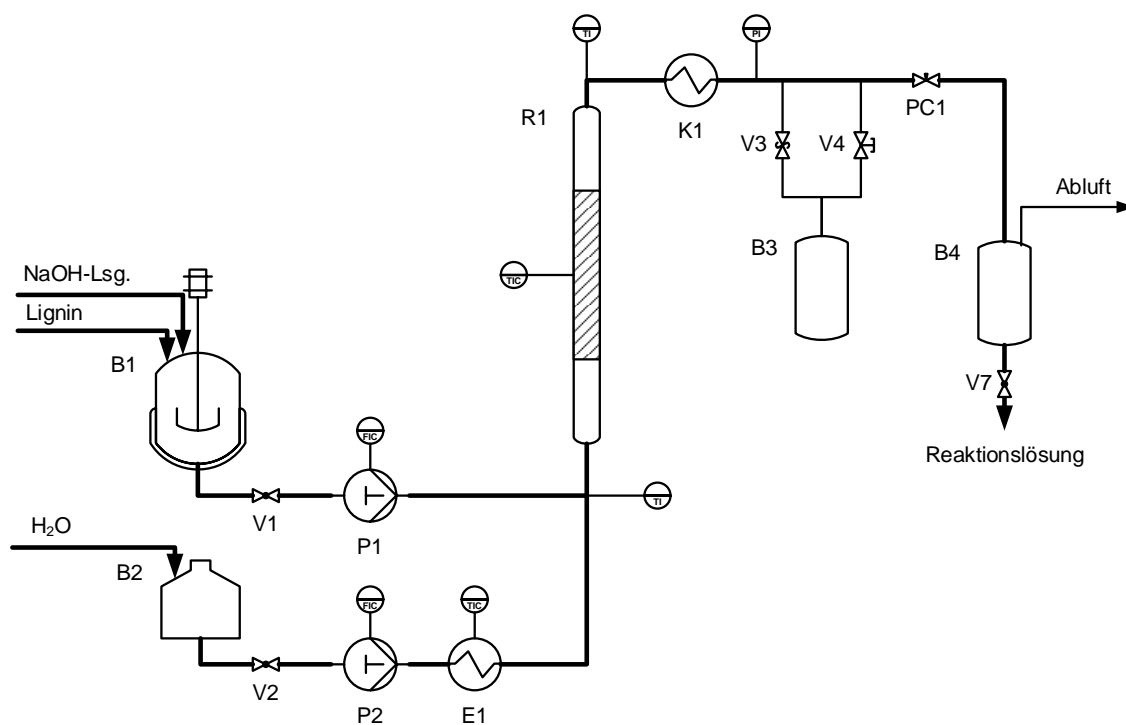 TI
PI
R1
K1
V3
V4
PC1
Abluft
TIC
B3
B4
NaOH-Lsg.
Lignin
B1
V7
FIC
Reaktionslösung
TI
V1
P1
H₂O
B2
FIC
TIC
V2
P2
E1